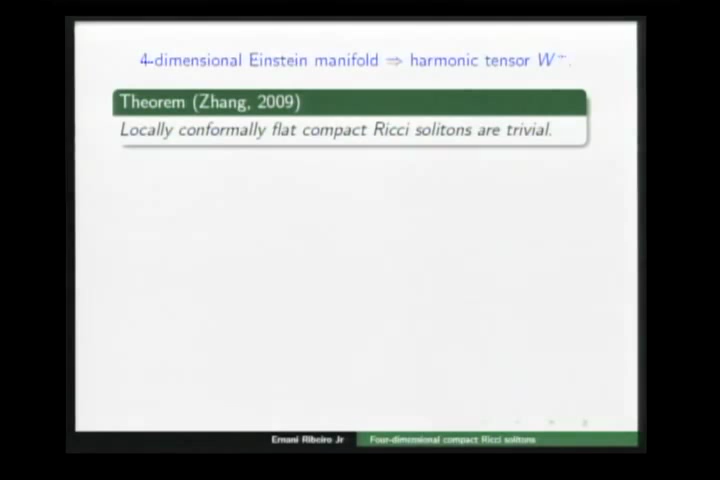 4-dimensional Einstein manifold ⇒ harmonic tensor W⁺.
Theorem (Zhang, 2009)
Locally conformally flat compact Ricci solitons are trivial.
Ernani Ribeiro Jr
Four-dimensional compact Ricci solitons